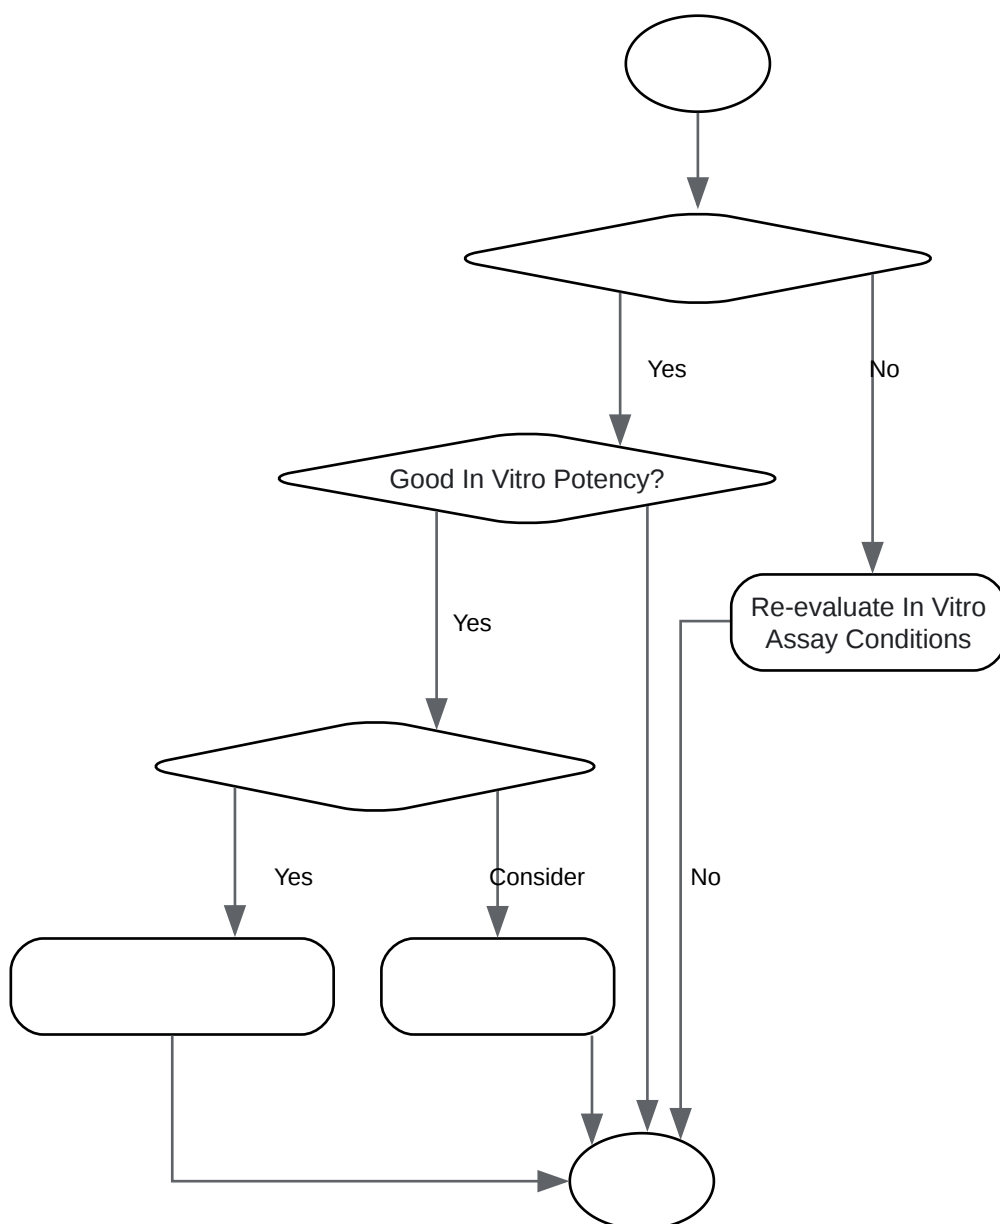 Yes
No
Good In Vitro Potency?
Re-evaluate In Vitro
Assay Conditions
Yes
Yes
Consider
No